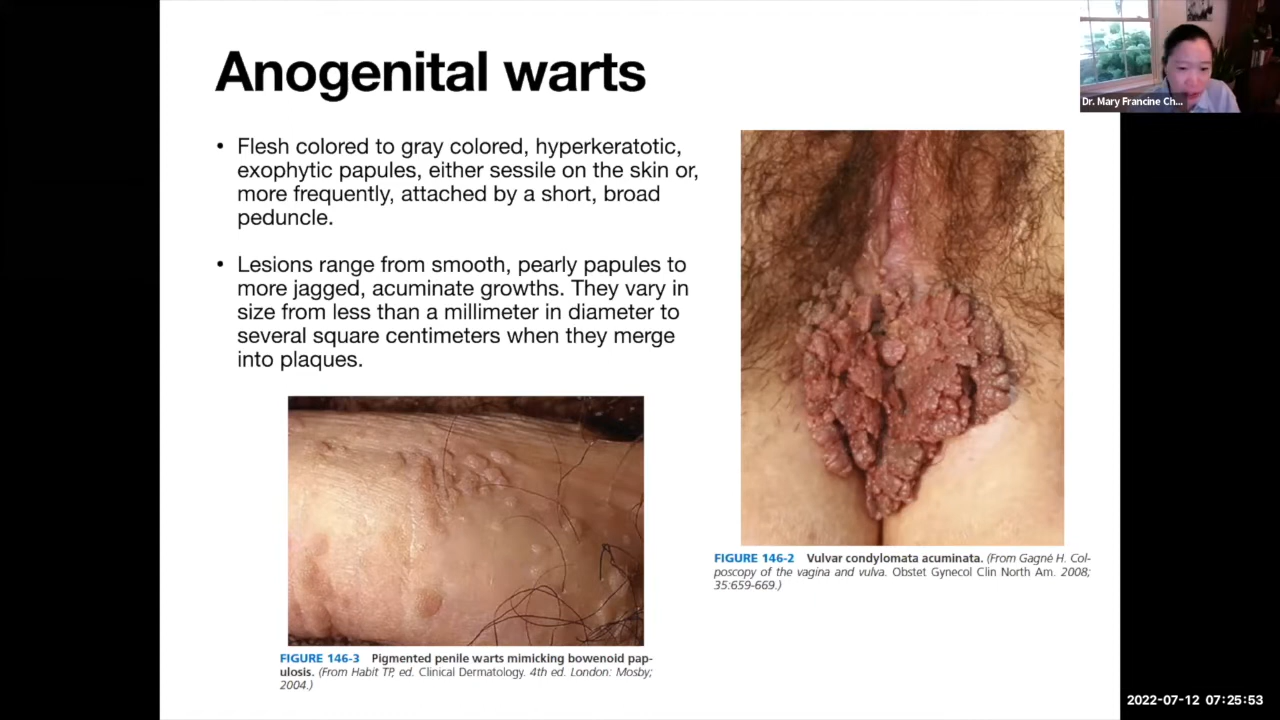 Anogenital warts
Dr. Mary Francine Ch...
• Flesh colored to gray colored, hyperkeratotic,
exophytic papules, either sessile on the skin or,
more frequently, attached by a short, broad
peduncle.
• Lesions range from smooth, pearly papules to
more jagged, acuminate growths. They vary in
size from less than a millimeter in diameter to
several square centimeters when they merge
into plaques.
FIGURE 146-2 Vulvar condylomata acuminata. (From Gagné H. Col-
poscopy of the vagina and vulva. Obstet Gynecol Clin North Am. 2008;
35:659-669.)
FIGURE 146-3 Pigmented penile warts mimicking bowenoid pap-
ulosis. (From Habit TP, ed. Clinical Dermatology. 4th ed. London: Mosby;
2004.)
2022-07-12 07:25:53